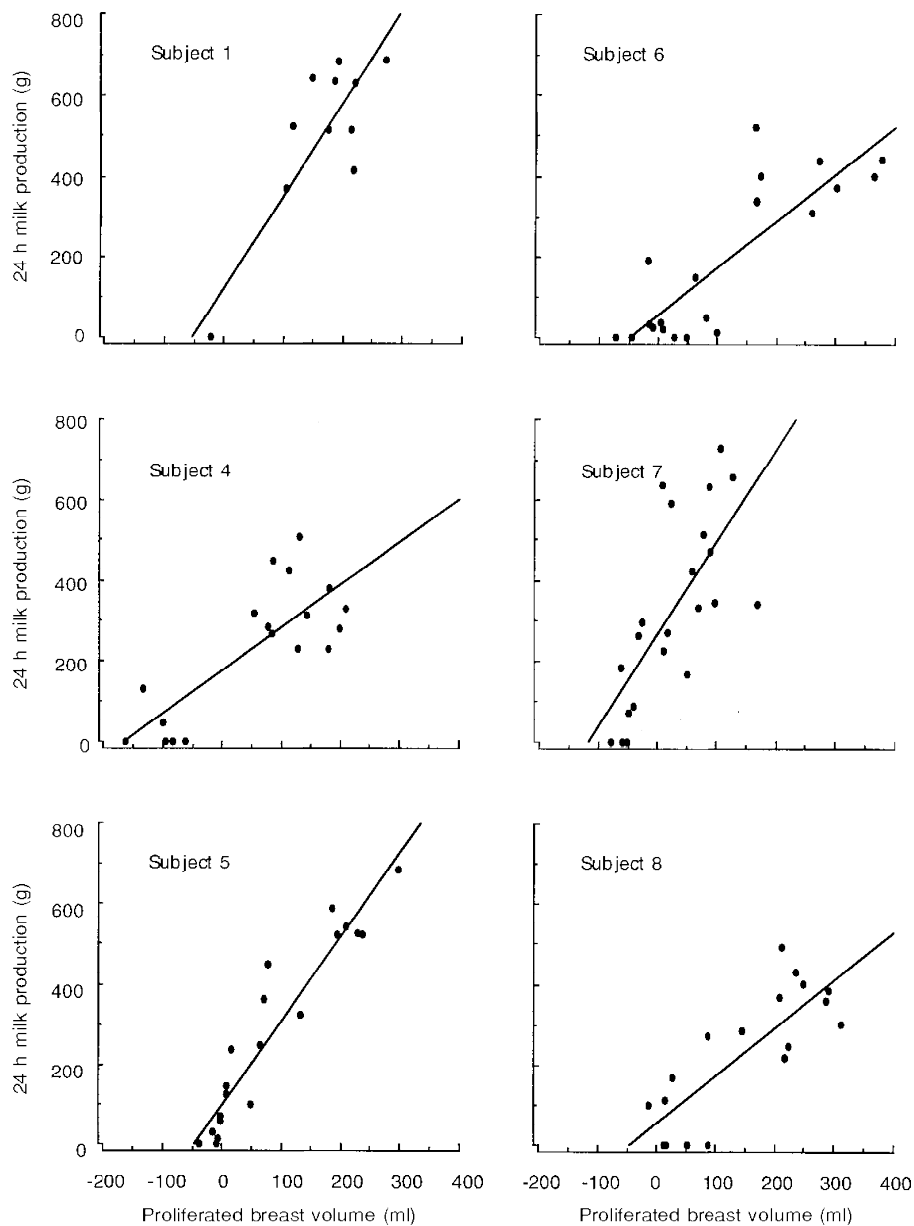 800
600
400
200
0
24 h milk production (g)
Subject 1
Subject 6
800
600
400
200
0
24 h milk production (g)
Subject 4
Subject 7
800
600
400
200
0
24 h milk production (g)
Subject 5
Subject 8
-200 -100 0 100 200 300 400
-200 -100 0 100 200 300 400
Proliferated breast volume (ml)
Proliferated breast volume (ml)